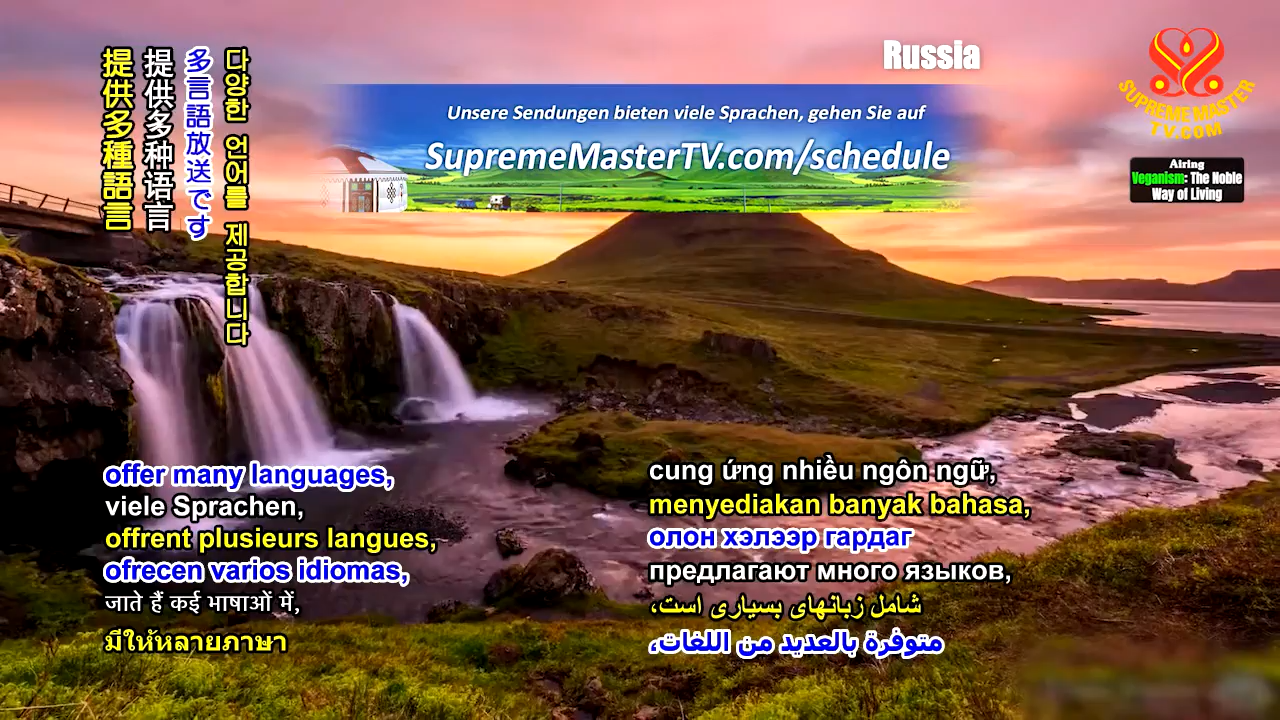 Russia
SUPREME MASTER
TV.COM
Airing
Veganism: The Noble
Way of Living
Unsere Sendungen bieten viele Sprachen, gehen Sie auf
SupremeMasterTV.com/schedule
提供多種語言
提供多种语言
多言語放送です
다양한 언어를 제공합니다
offer many languages,
viele Sprachen,
offrent plusieurs langues,
ofrecen varios idiomas,
जाते हैं कई भाषाओं में,
มีให้หลายภาษา
cung ứng nhiều ngôn ngữ,
menyediakan banyak bahasa,
олон хэлээр гардаг
предлагают много языков,
شامل زبانهای بسیاری است،
متوفرة بالعديد من اللغات،